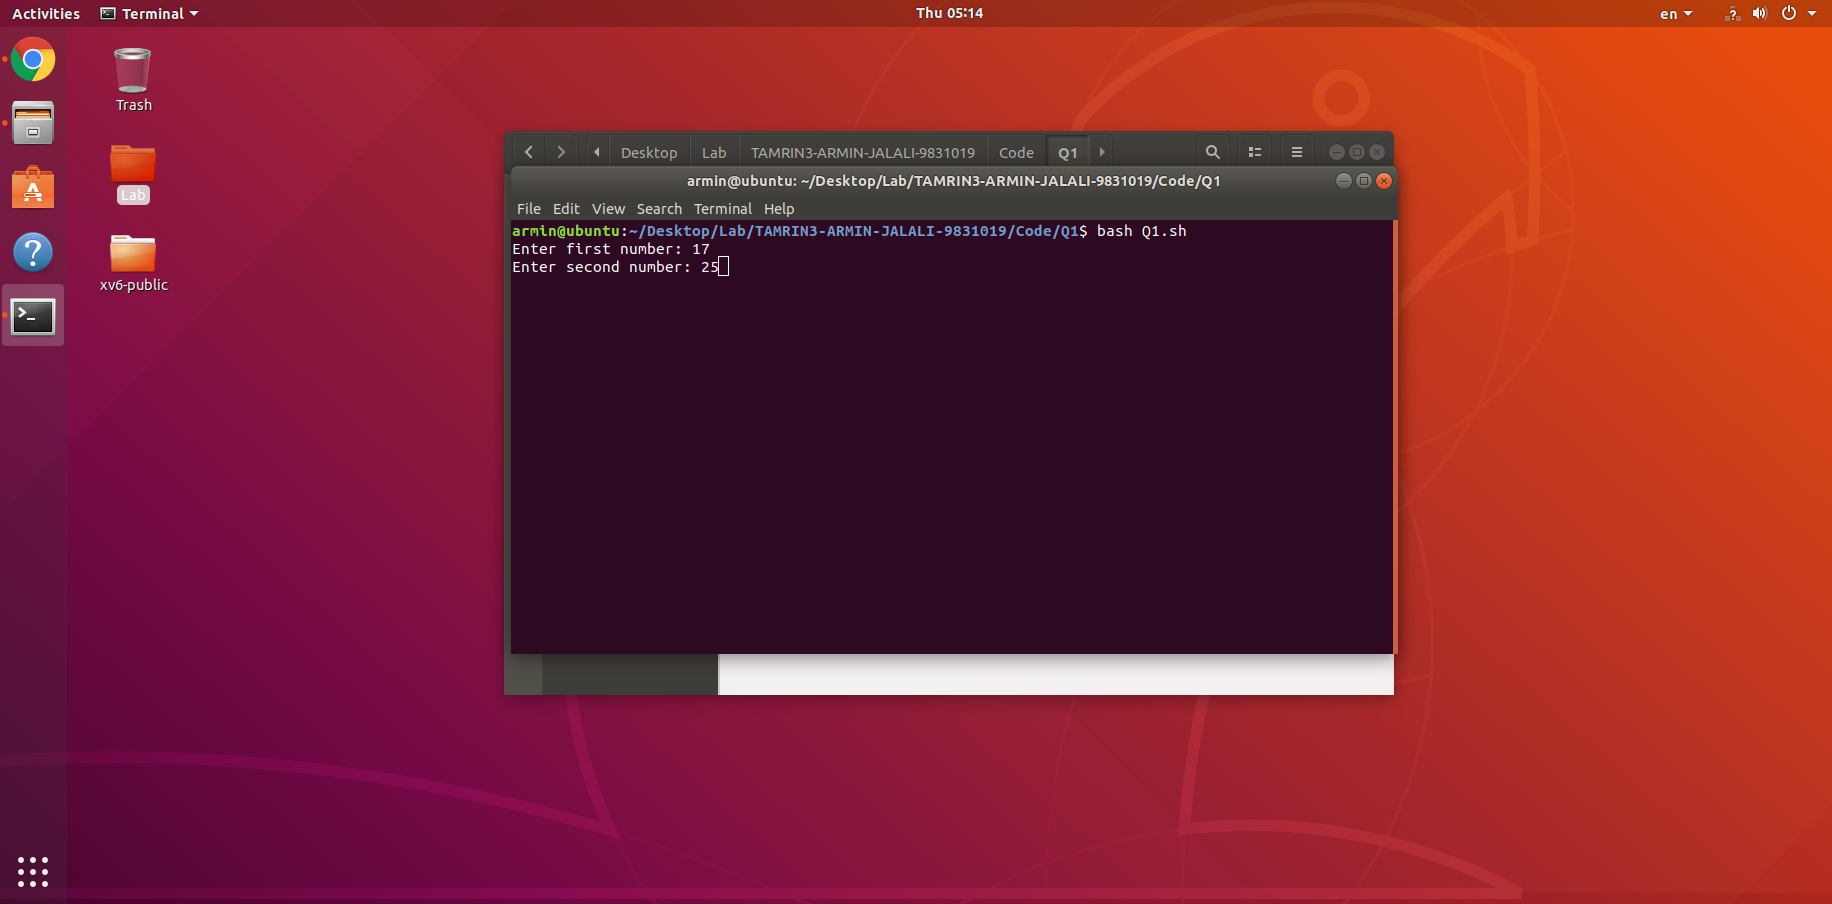 Activities Terminal Thu 05:14 en
Trash
Lab
xv6-public
Desktop Lab TAMRIN3-ARMIN-JALALI-9831019 Code Q1
armin@ubuntu: ~/Desktop/Lab/TAMRIN3-ARMIN-JALALI-9831019/Code/Q1
File Edit View Search Terminal Help
armin@ubuntu:~/Desktop/Lab/TAMRIN3-ARMIN-JALALI-9831019/Code/Q1$ bash Q1.sh
Enter first number: 17
Enter second number: 25